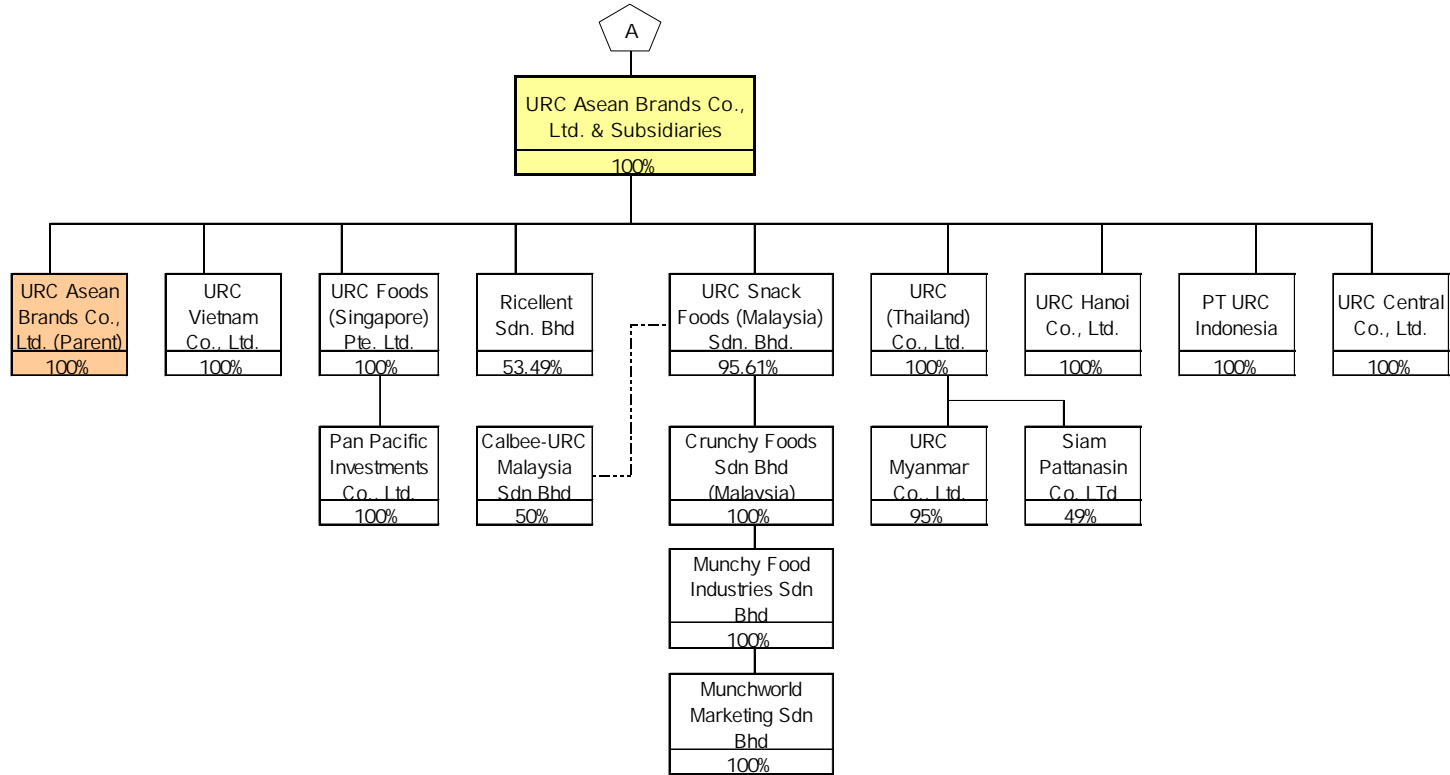 A
URC Asean Brands Co.,
Ltd. & Subsidiaries
100%
URC Asean
Brands Co.,
Ltd. (Parent)
100%
URC
Vietnam
Co., Ltd.
100%
URC Foods
(Singapore)
Pte. Ltd.
100%
Ricellent
Sdn. Bhd
53.49%
URC Snack
Foods (Malaysia)
Sdn. Bhd.
95.61%
URC
(Thailand)
Co., Ltd.
100%
URC Hanoi
Co., Ltd.
100%
PT URC
Indonesia
100%
URC Central
Co., Ltd.
100%
Pan Pacific
Investments
Co., Ltd.
100%
Calbee-URC
Malaysia
Sdn Bhd
50%
Crunchy Foods
Sdn Bhd
(Malaysia)
100%
URC
Myanmar
Co., Ltd.
95%
Siam
Pattanasin
Co. LTd
49%
Munchy Food
Industries Sdn
Bhd
100%
Munchworld
Marketing Sdn
Bhd
100%